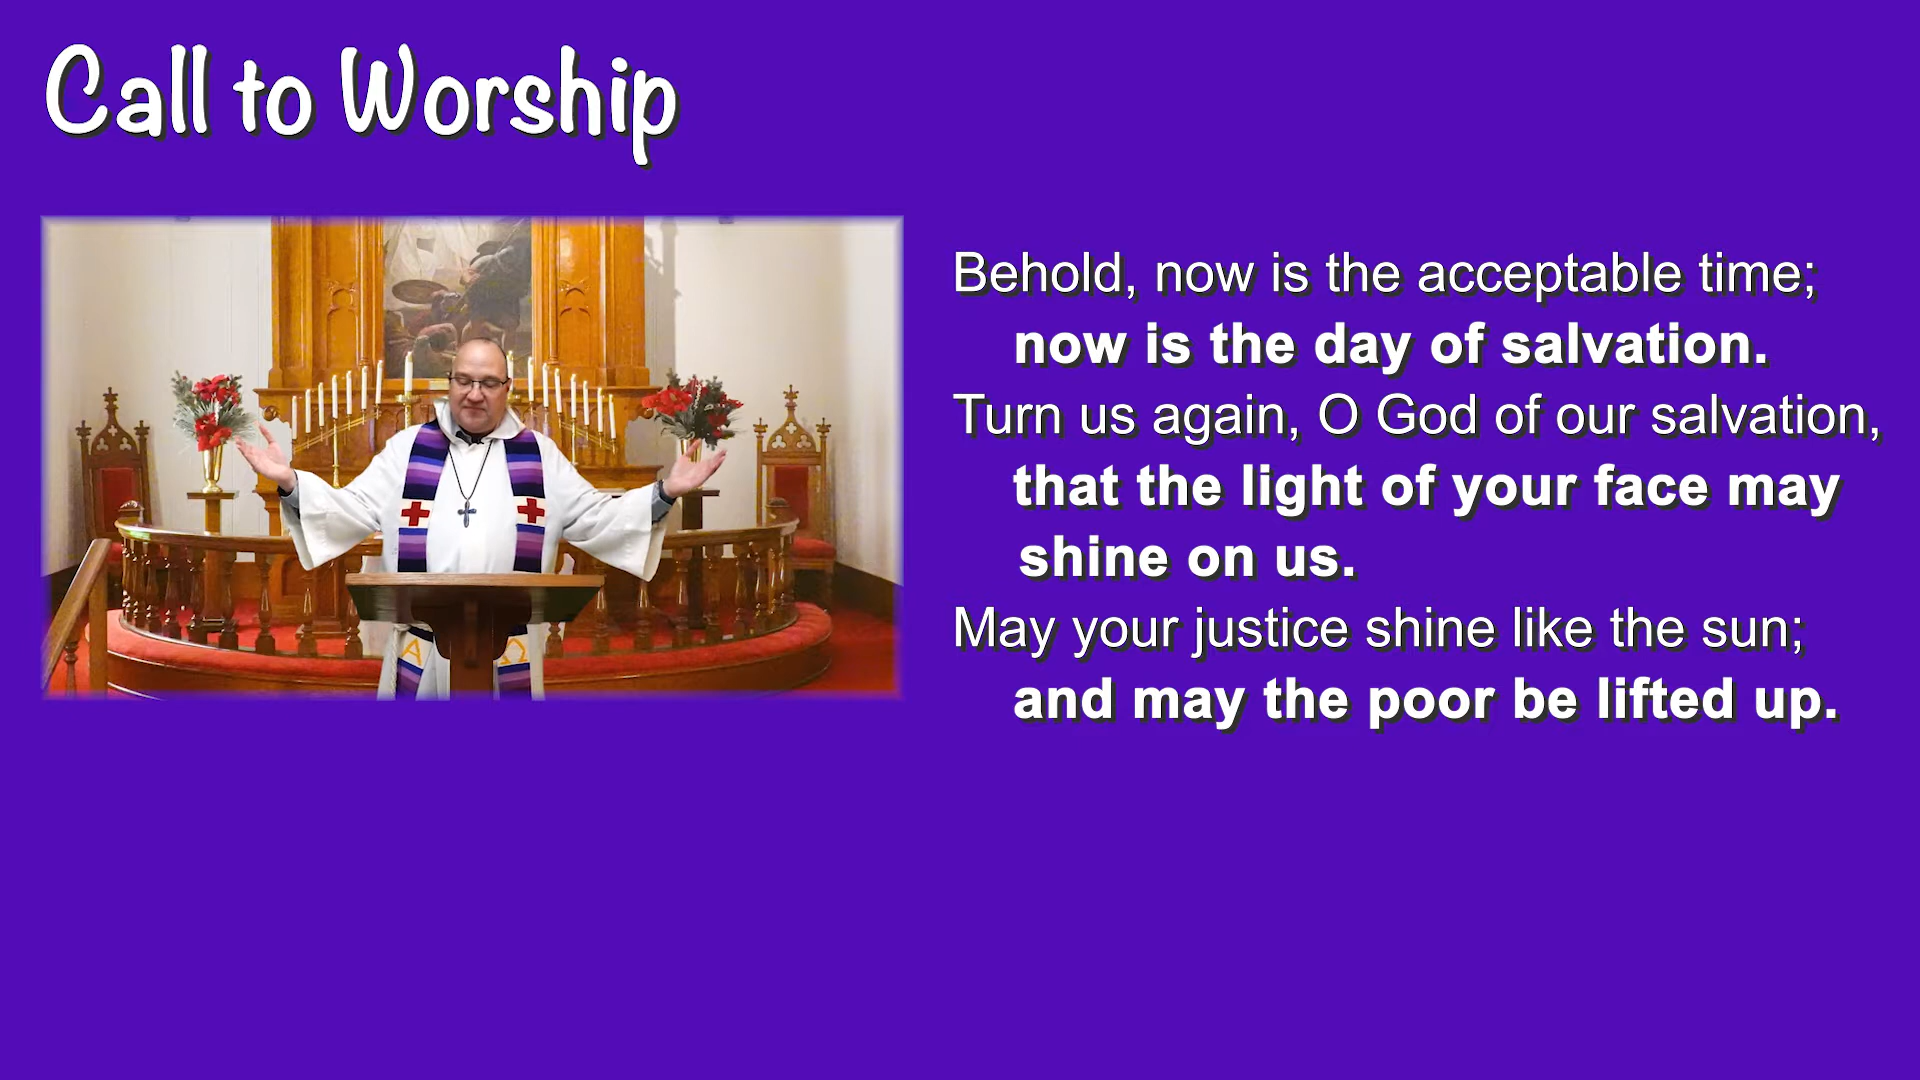 Call to Worship
Behold, now is the acceptable time;
now is the day of salvation.
Turn us again, O God of our salvation,
that the light of your face may
shine on us.
May your justice shine like the sun;
and may the poor be lifted up.
Α Ω